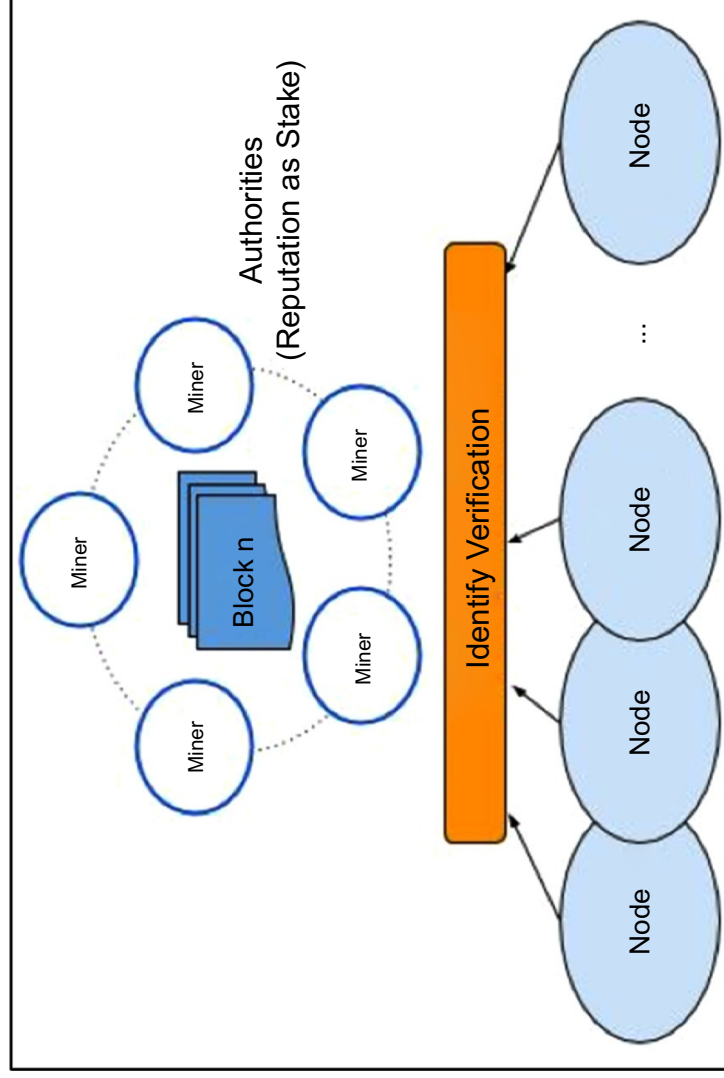 Miner
Miner
Miner
Block n
Miner
Miner
Authorities
(Reputation as Stake)
Identify Verification
Node
Node
Node
...
Node